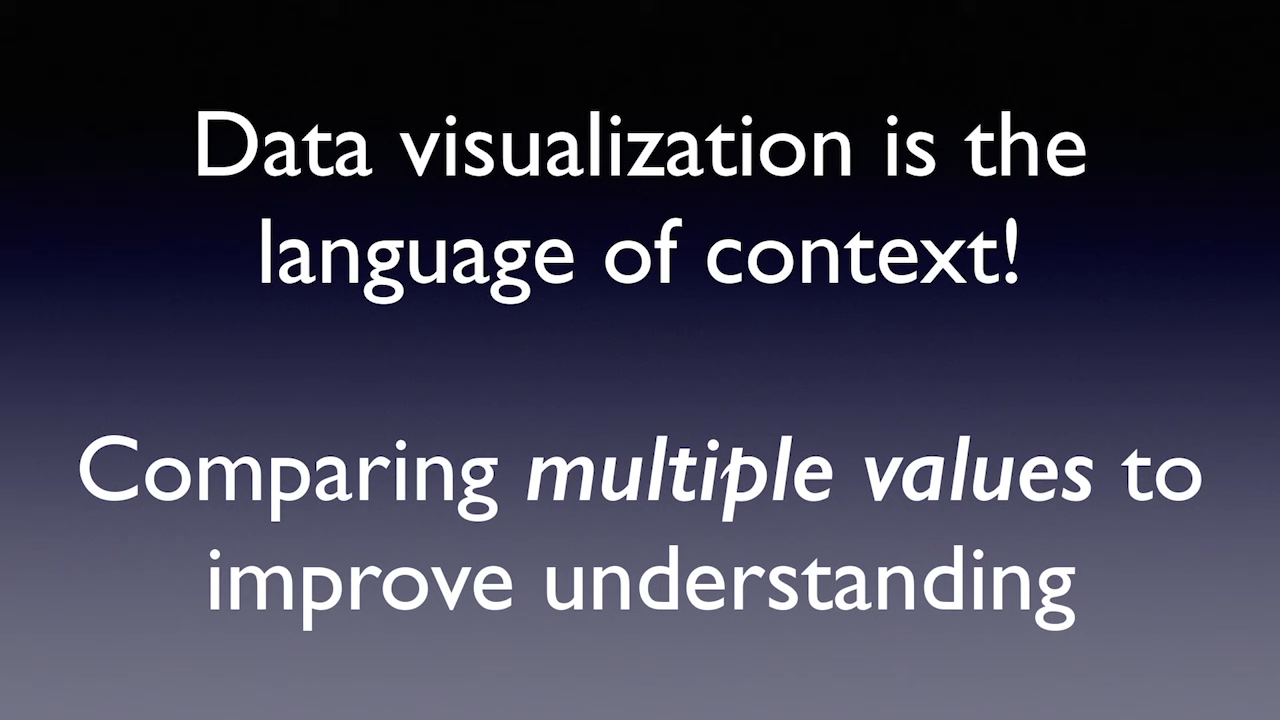 Data visualization is the
language of context!
Comparing multiple values to
improve understanding